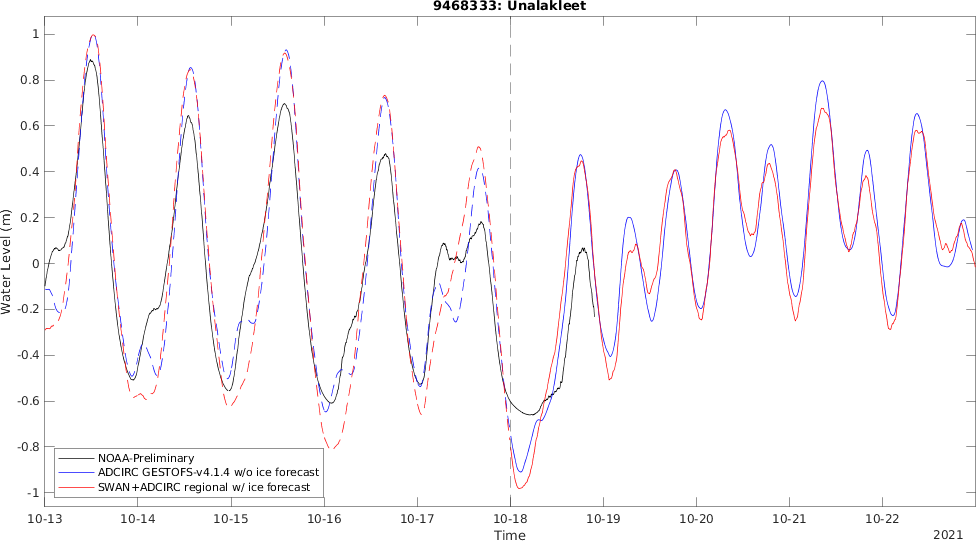 9468333: Unalakleet
Water Level (m)
1
0.8
0.6
0.4
0.2
0
-0.2
-0.4
-0.6
-0.8
-1
NOAA-Preliminary
ADCIRC GESTOFS-v4.1.4 w/o ice forecast
SWAN+ADCIRC regional w/ ice forecast
10-13 10-14 10-15 10-16 10-17 10-18 10-19 10-20 10-21 10-22
Time
2021